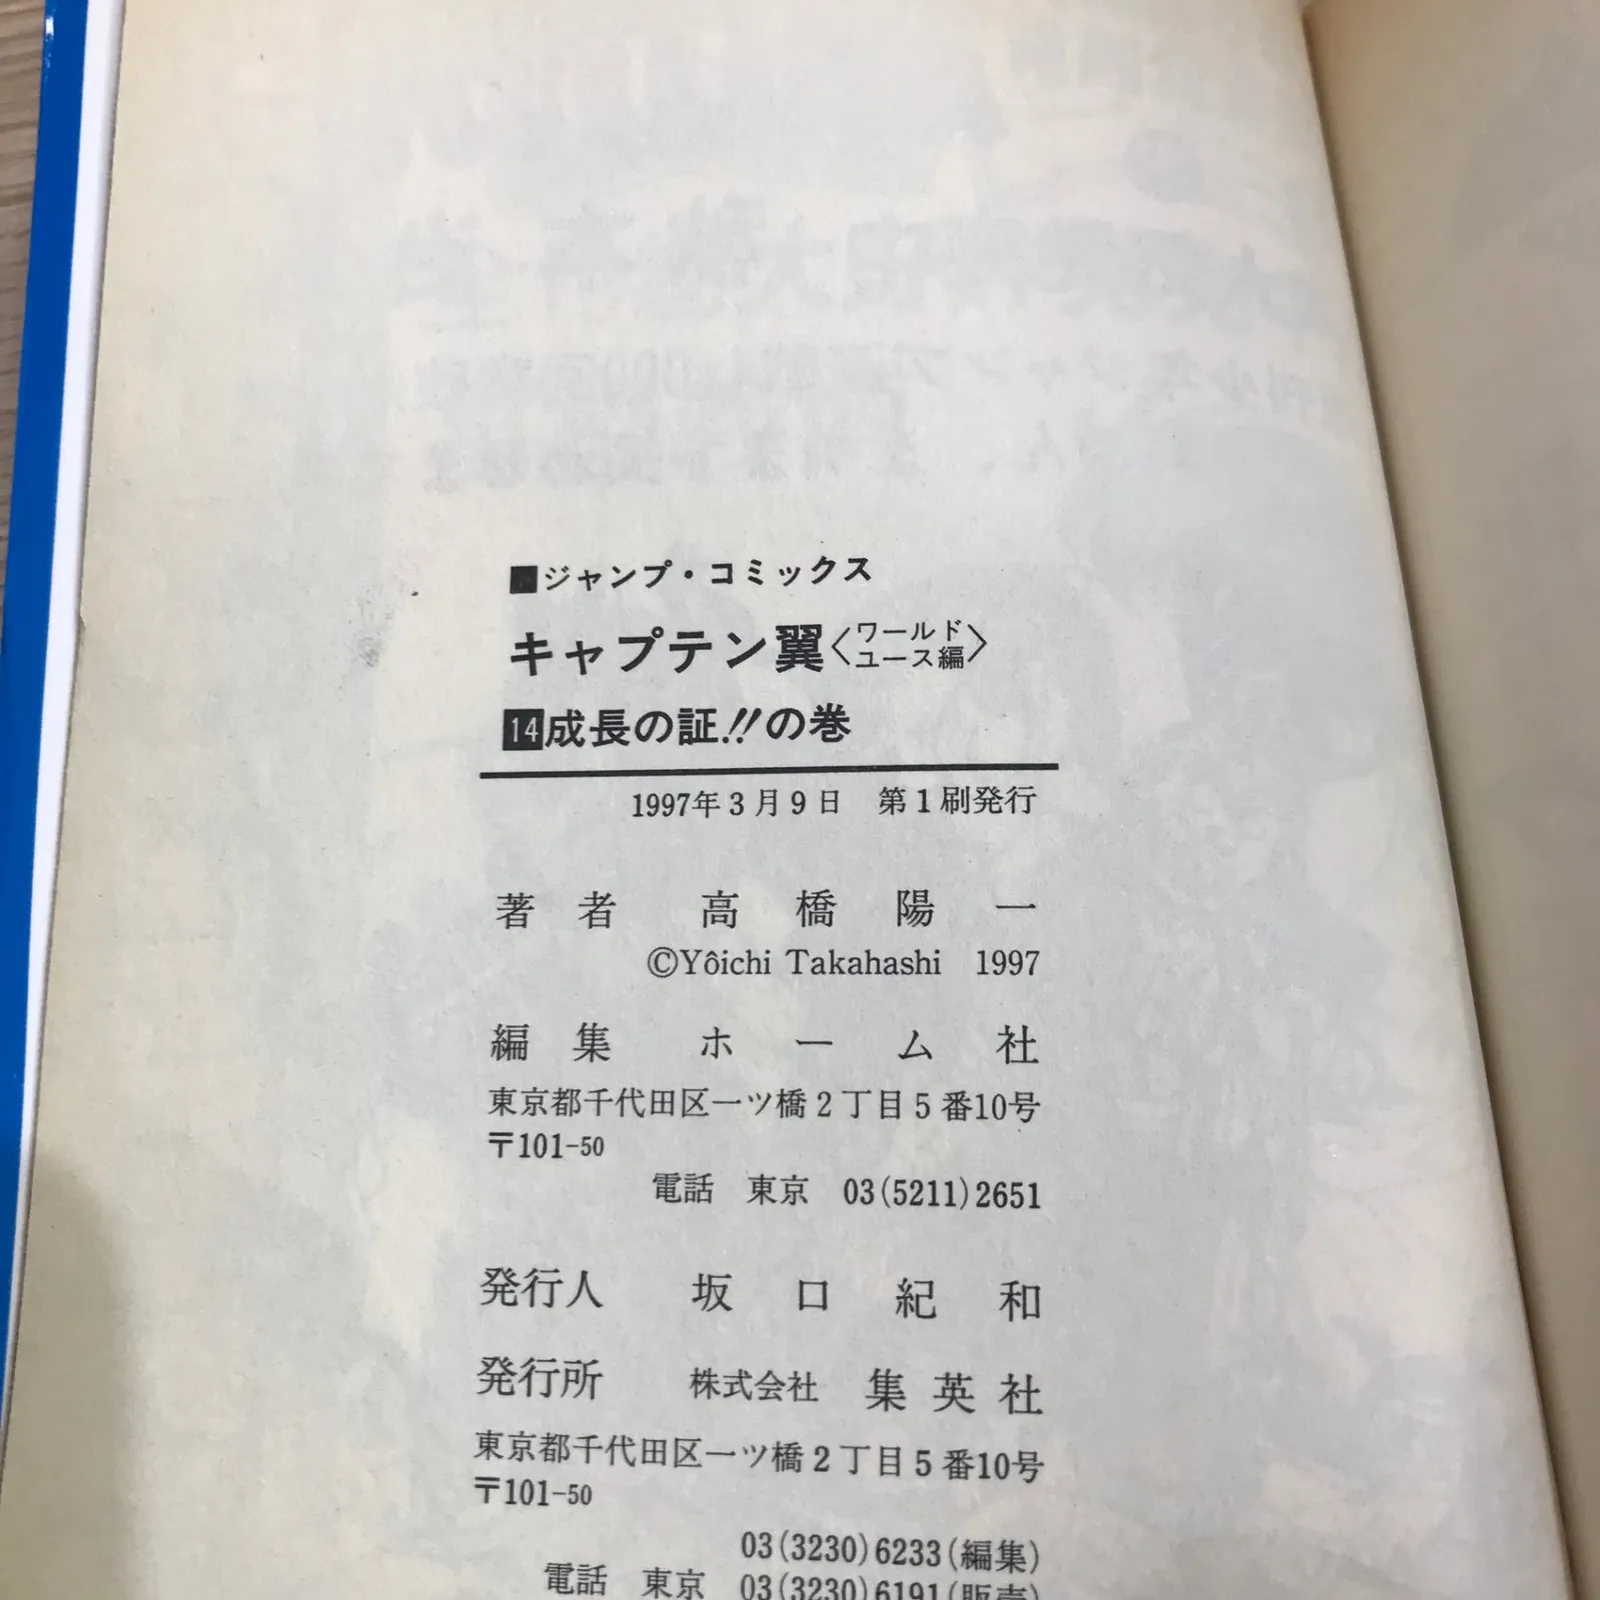 ■ジャンプ・コミックス
キャプテン翼〈ワールドユース編〉
14成長の証!!の巻
1997年3月9日 第1刷発行
著者 高橋陽一
©Yôichi Takahashi 1997
編集 ホーム社
東京都千代田区一ツ橋2丁目5番10号
〒101-50
電話 東京 03(5211)2651
発行人 坂口紀和
発行所 株式会社 集英社
東京都千代田区一ツ橋2丁目5番10号
〒101-50
03(3230)6233(編集)
電話 東京 03(3230)6191(販売)